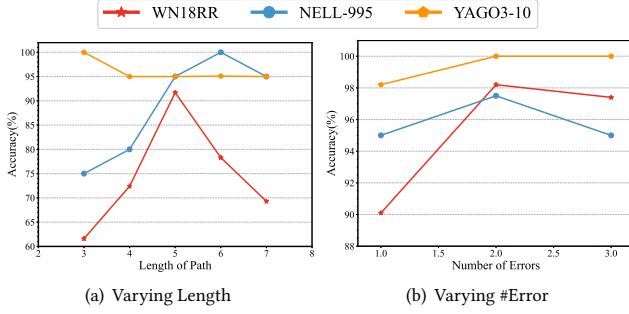 WN18RR NELL-995 YAGO3-10
100
95
90
85
80
75
70
65
60
2 3 4 5 6 7 8
Accuracy(%)
Length of Path
(a) Varying Length
100
98
96
94
92
90
88
1.0 1.5 2.0 2.5 3.0
Accuracy(%)
Number of Errors
(b) Varying #Error